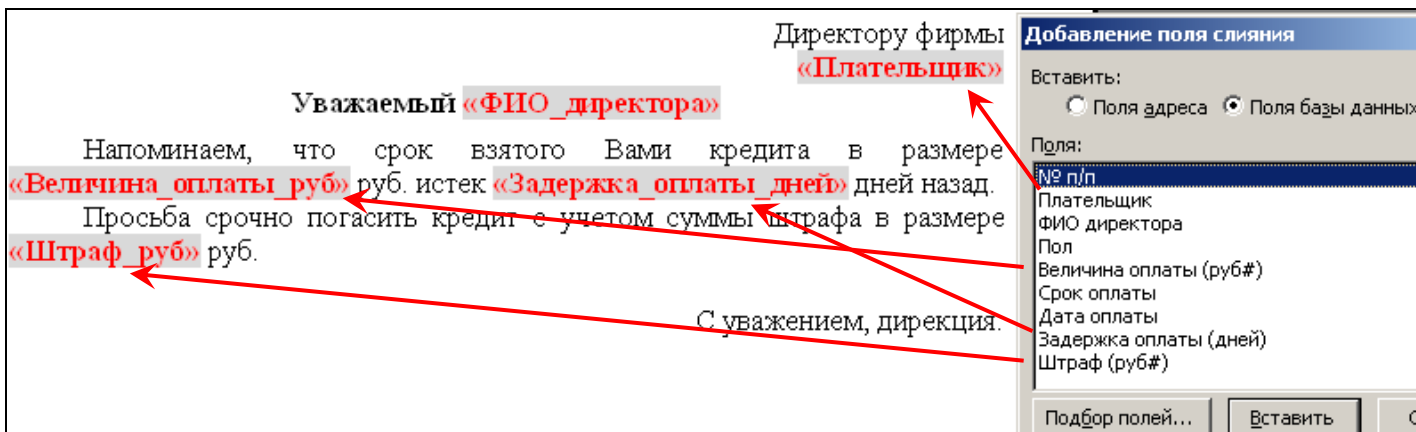 Директору фирмы
«Плательщик»
Уважаемый «ФИО_директора»
Напоминаем, что срок взятого Вами кредита в размере
«Величина_оплаты_руб» руб. истек «Задержка_оплаты_дней» дней назад.
Просьба срочно погасить кредит с учетом суммы штрафа в размере
«Штраф_руб» руб.
С уважением, дирекция.
Добавление поля слияния
Вставить:
Поля адреса Поля базы данных
Поля:
№ п/п
Плательщик
ФИО директора
Пол
Величина оплаты (руб#)
Срок оплаты
Дата оплаты
Задержка оплаты (дней)
Штраф (руб#)
Подбор полей... Вставить